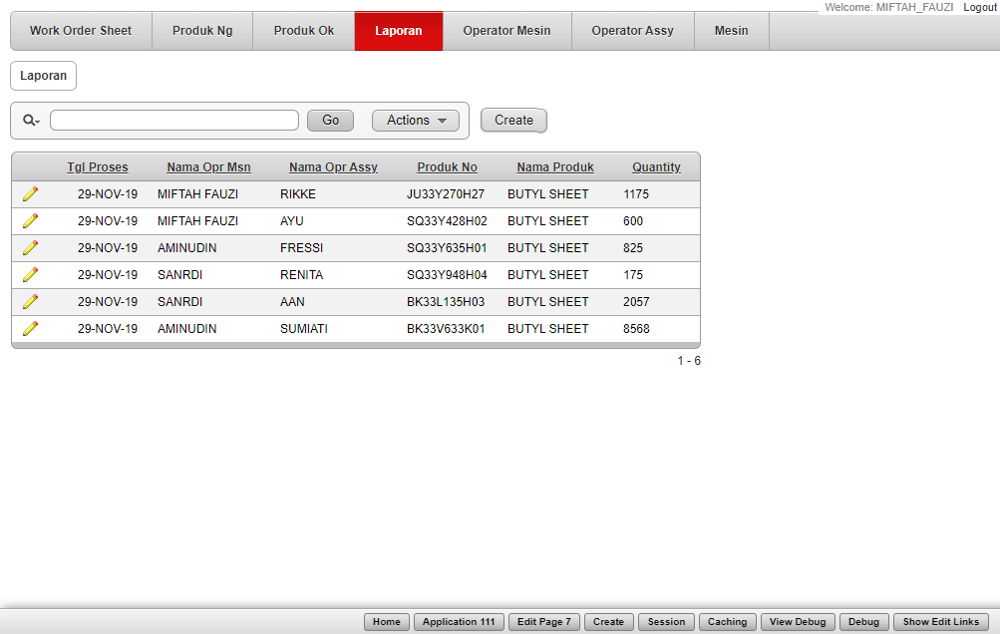 Welcome: MIFTAH_FAUZI Logout
Work Order Sheet Produk Ng Produk Ok Laporan Operator Mesin Operator Assy Mesin
Laporan
Go Actions Create
Tgl Proses Nama Opr Msn Nama Opr Assy Produk No Nama Produk Quantity
29-NOV-19 MIFTAH FAUZI RIKKE JU33Y270H27 BUTYL SHEET 1175
29-NOV-19 MIFTAH FAUZI AYU SQ33Y428H02 BUTYL SHEET 600
29-NOV-19 AMINUDIN FRESSI SQ33Y635H01 BUTYL SHEET 825
29-NOV-19 SANRDI RENITA SQ33Y948H04 BUTYL SHEET 175
29-NOV-19 SANRDI AAN BK33L135H03 BUTYL SHEET 2057
29-NOV-19 AMINUDIN SUMIATI BK33V633K01 BUTYL SHEET 8568
1 - 6
Home Application 111 Edit Page 7 Create Session Caching View Debug Debug Show Edit Links